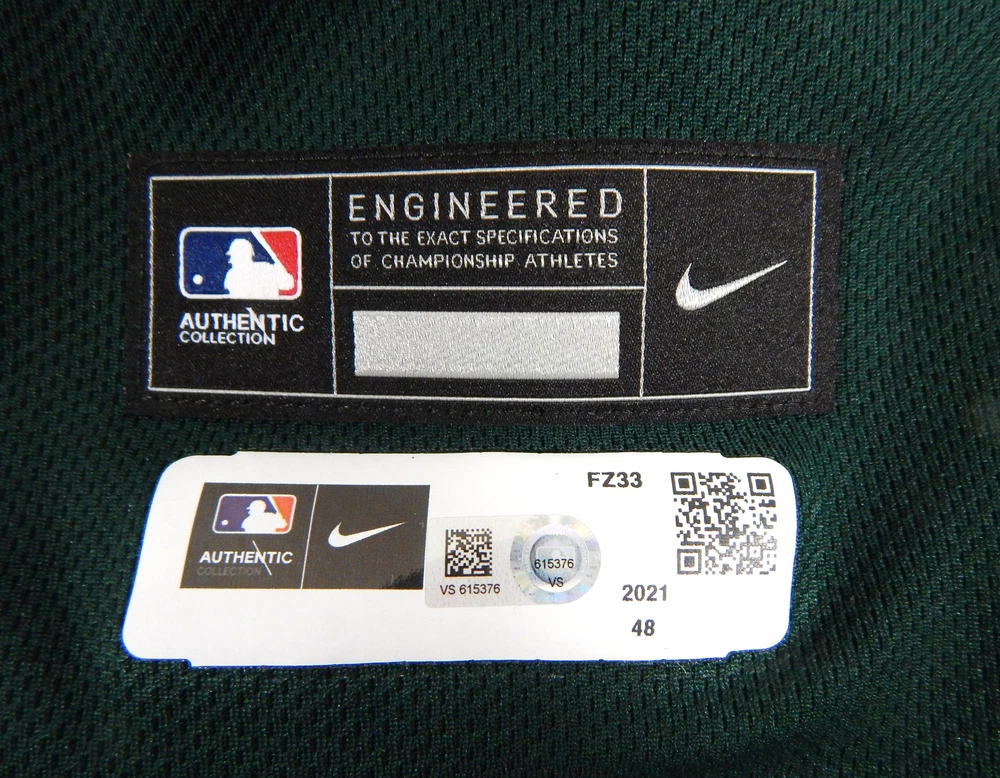 ENGINEERED
TO THE EXACT SPECIFICATIONS
OF CHAMPIONSHIP ATHLETES
AUTHENTIC
COLLECTION
FZ33
AUTHENTIC
COLLECTION
VS 615376
615376
VS
2021
48